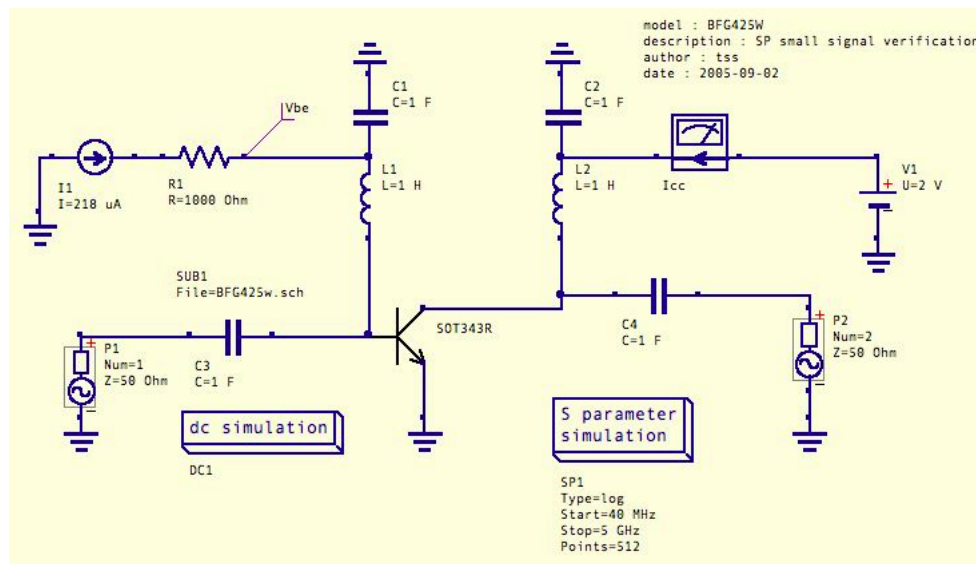 model : BFG425W
description : SP small signal verification
author : tss
date : 2005-09-02
C1
C=1 F
C2
C=1 F
Vbe
I1
I=218 uA
R1
R=1000 Ohm
L1
L=1 H
L2
L=1 H
Icc
V1
U=2 V
SUB1
File=BFG425w.sch
SOT343R
P1
Num=1
Z=50 Ohm
C3
C=1 F
C4
C=1 F
P2
Num=2
Z=50 Ohm
dc simulation
DC1
S parameter
simulation
SP1
Type=log
Start=40 MHz
Stop=5 GHz
Points=512